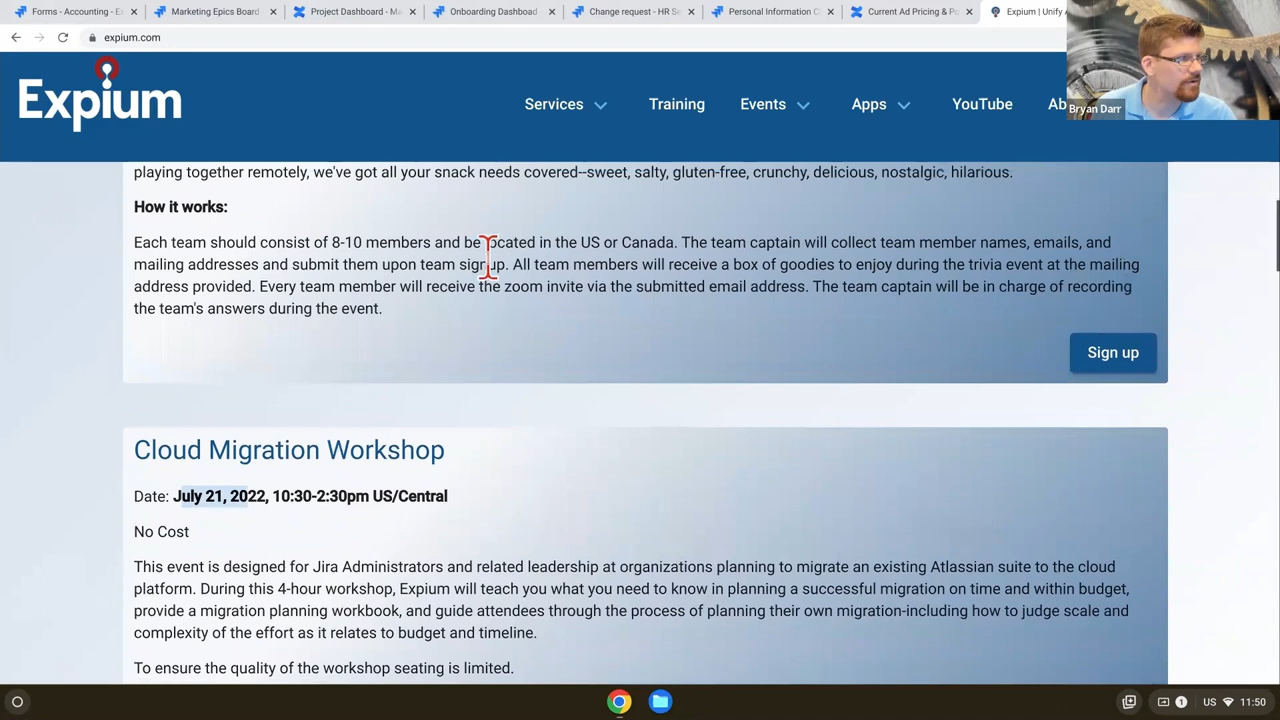 Forms - Accounting -
Marketing Epics Board
Project Dashboard - Ma
Onboarding Dashboard
Change request - HR Se
Personal Information C
Current Ad Pricing & Po
Expium | Unify
expium.com
Expium
Services
Training
Events
Apps
YouTube
Ab
Bryan Darr
playing together remotely, we've got all your snack needs covered--sweet, salty, gluten-free, crunchy, delicious, nostalgic, hilarious.
How it works:
Each team should consist of 8-10 members and be located in the US or Canada. The team captain will collect team member names, emails, and
mailing addresses and submit them upon team signup. All team members will receive a box of goodies to enjoy during the trivia event at the mailing
address provided. Every team member will receive the zoom invite via the submitted email address. The team captain will be in charge of recording
the team's answers during the event.
Sign up
Cloud Migration Workshop
Date: July 21, 2022, 10:30-2:30pm US/Central
No Cost
This event is designed for Jira Administrators and related leadership at organizations planning to migrate an existing Atlassian suite to the cloud
platform. During this 4-hour workshop, Expium will teach you what you need to know in planning a successful migration on time and within budget,
provide a migration planning workbook, and guide attendees through the process of planning their own migration-including how to judge scale and
complexity of the effort as it relates to budget and timeline.
To ensure the quality of the workshop seating is limited.
1
US
11:50